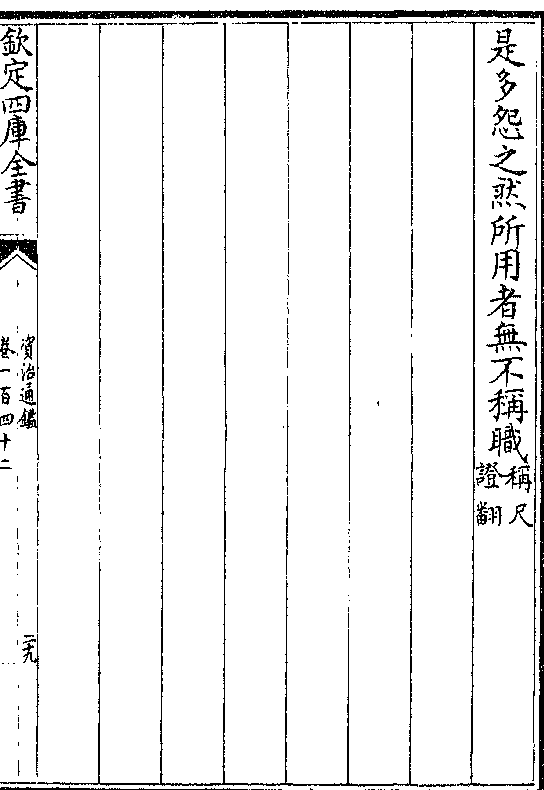 是多怨之然所用者無不稱職稱尺證翻
欽定四庫全書
資治通鑑
卷一百四十二
二十九